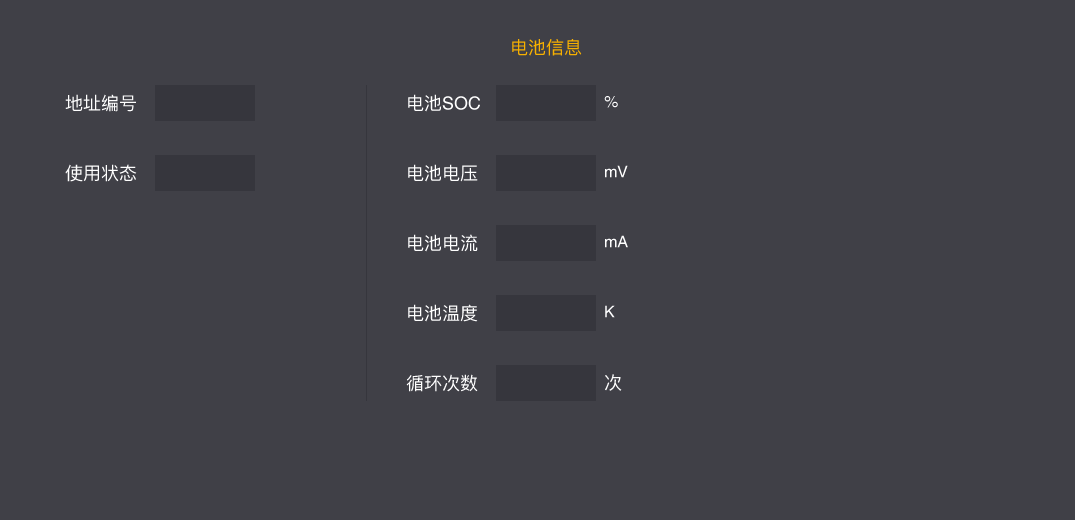 电池信息
地址编号
电池SOC %
使用状态
电池电压 mV
电池电流 mA
电池温度 K
循环次数 次